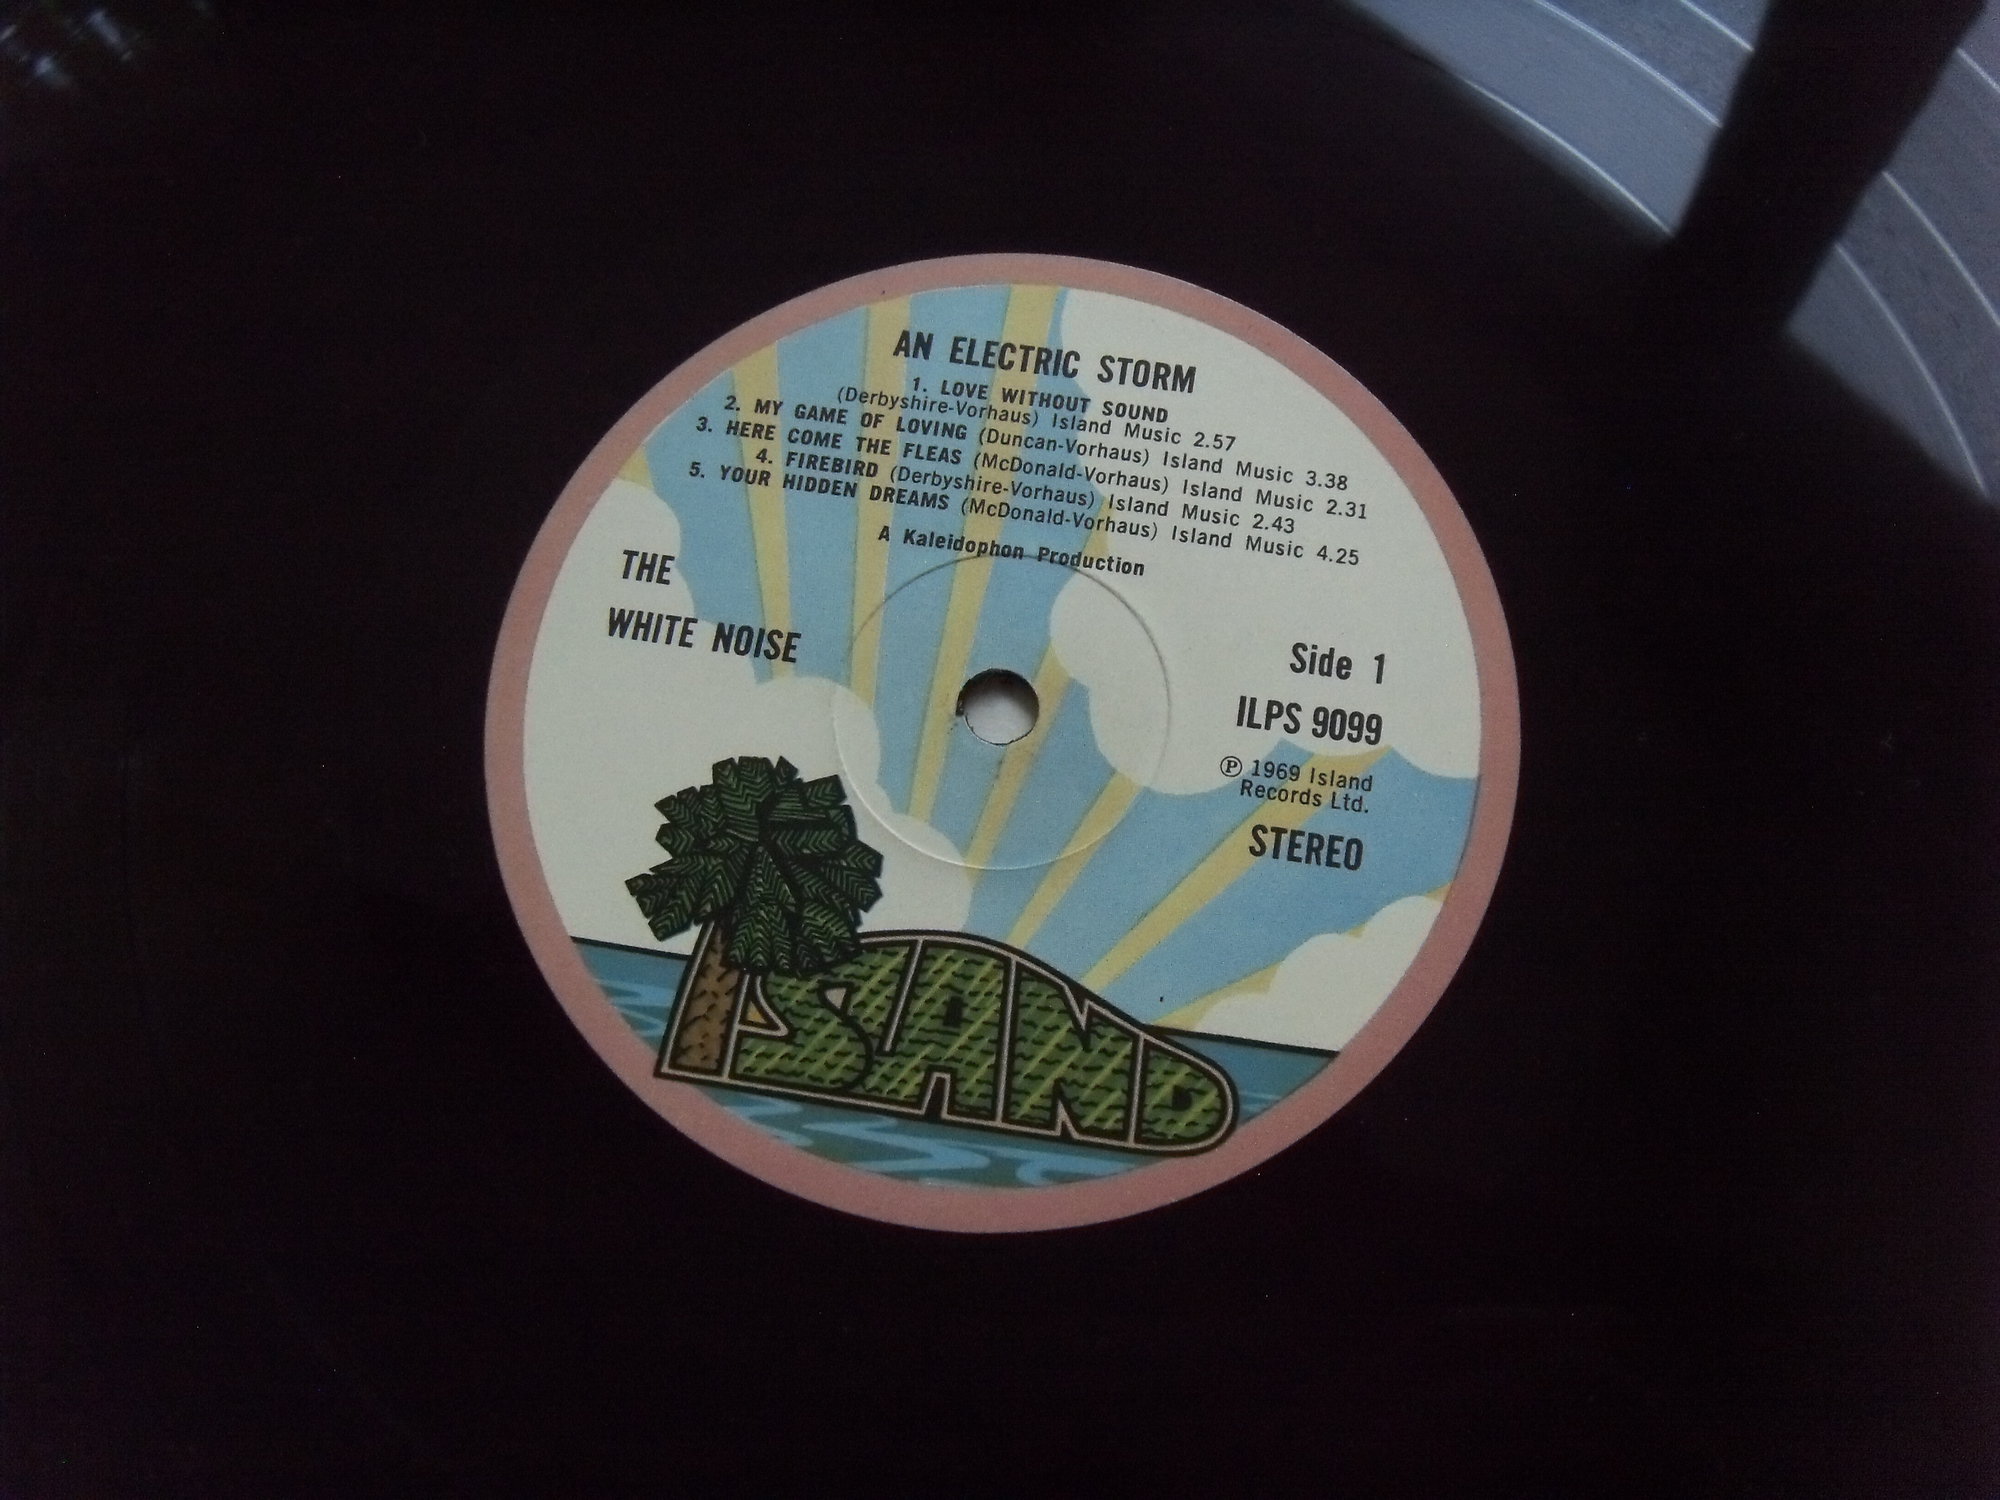 AN ELECTRIC STORM
1. LOVE WITHOUT SOUND
(Derbyshire-Vorhaus) Island Music 2.57
2. MY GAME OF LOVING (Duncan-Vorhaus) Island Music 3.38
3. HERE COME THE FLEAS (McDonald-Vorhaus) Island Music 2.31
4. FIREBIRD (Derbyshire-Vorhaus) Island Music 2.43
5. YOUR HIDDEN DREAMS (McDonald-Vorhaus) Island Music 4.25
A Kaleidophon Production
THE
WHITE NOISE
Side 1
ILPS 9099
Ⓟ 1969 Island
Records Ltd.
STEREO
ISLAND